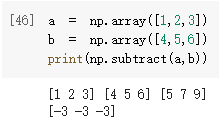 [46] a = np.array([1,2,3])
b = np.array([4,5,6])
print(np.subtract(a,b))
[1 2 3] [4 5 6] [5 7 9]
[-3 -3 -3]